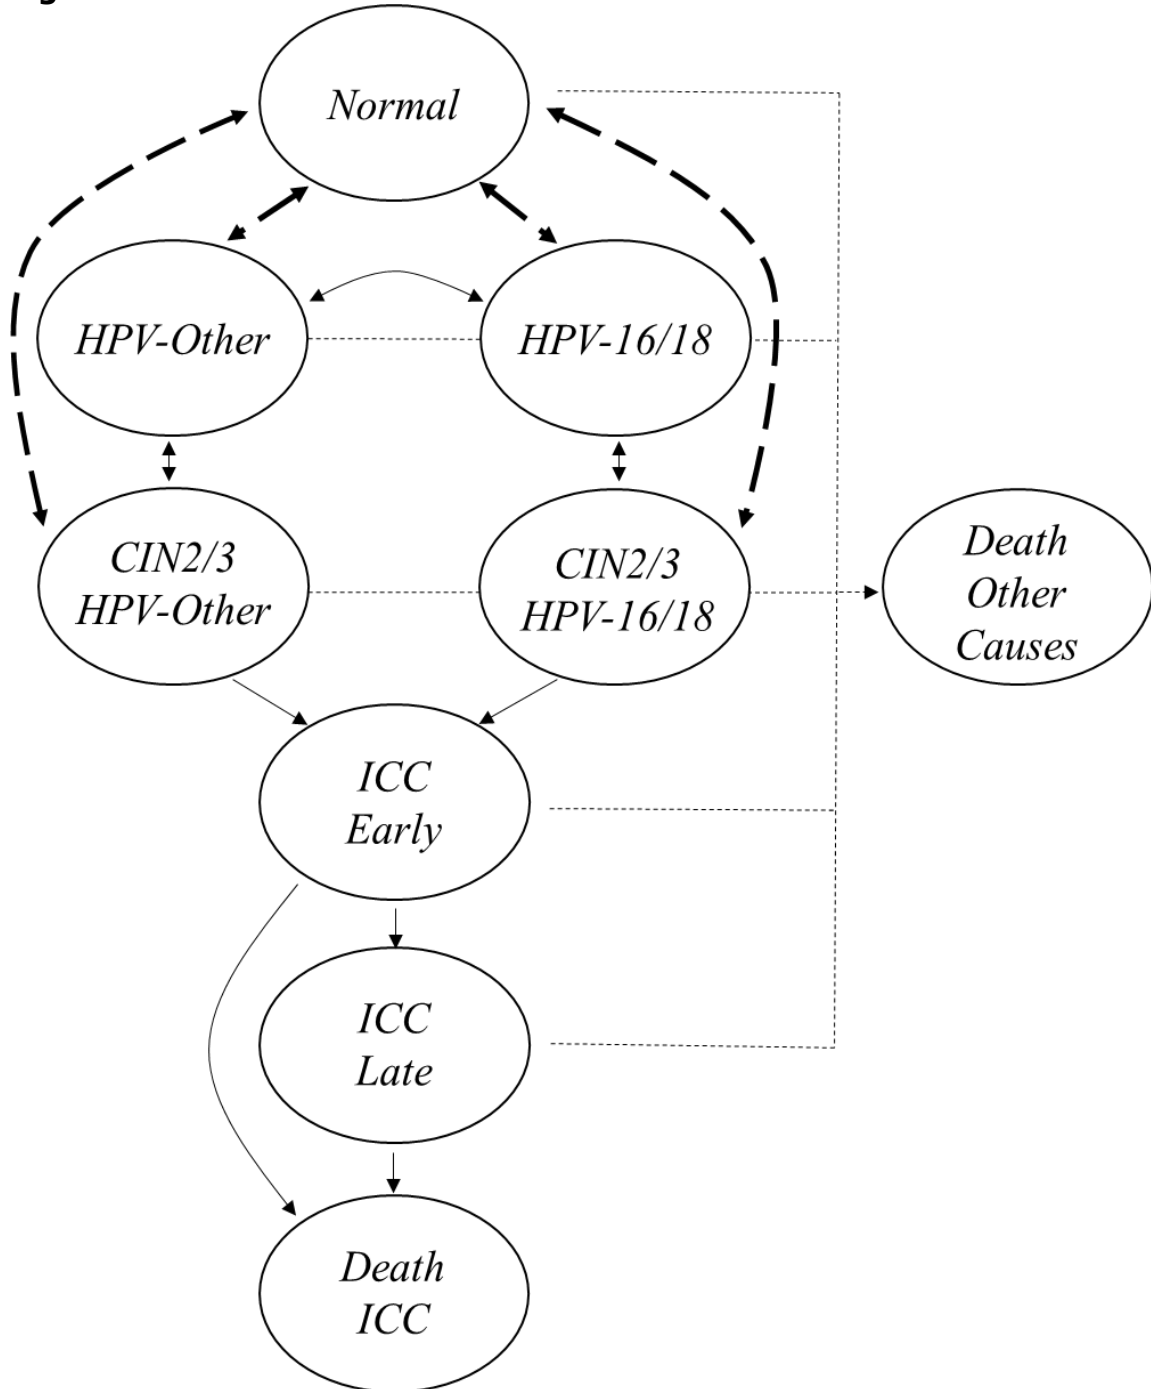 Normal
HPV-Other
HPV-16/18
CIN2/3
HPV-Other
CIN2/3
HPV-16/18
Death
Other
Causes
ICC
Early
ICC
Late
Death
ICC